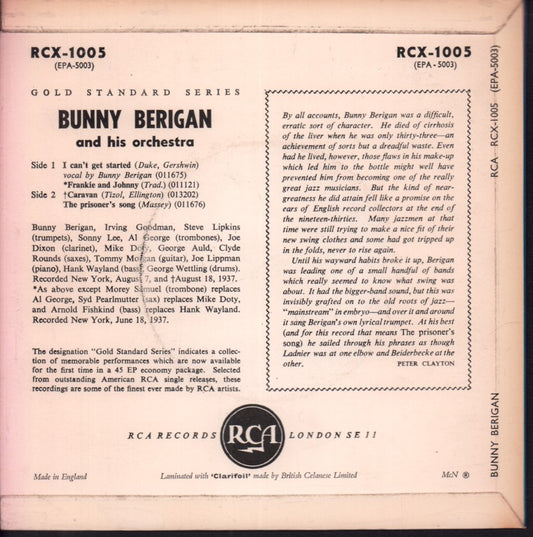 RCX-1005
(EPA-5003)
RCX-1005
(EPA-5003)
GOLD STANDARD SERIES
BUNNY BERIGAN
and his orchestra
Side 1 I can't get started (Duke, Gershwin)
vocal by Bunny Berigan (011675)
*Frankie and Johnny (Trad.) (011121)
Side 2 †Caravan (Tizol, Ellington) (013202)
The prisoner's song (Massey) (011676)
Bunny Berigan, Irving Goodman, Steve Lipkins
(trumpets), Sonny Lee, Al George (trombones), Joe
Dixon (clarinet), Mike Doty, George Auld, Clyde
Rounds (saxes), Tommy Morgan (guitar), Joe Lippman
(piano), Hank Wayland (bass), George Wettling (drums).
Recorded New York, August 7, and †August 18, 1937.
*As above except Morey Samuel (trombone) replaces
Al George, Syd Pearlmutter (sax) replaces Mike Doty,
and Arnold Fishkind (bass) replaces Hank Wayland.
Recorded New York, June 18, 1937.
The designation "Gold Standard Series" indicates a collec-
tion of memorable performances which are now available
for the first time in a 45 EP economy package. Selected
from outstanding American RCA single releases, these
recordings are some of the finest ever made by RCA artists.
By all accounts, Bunny Berigan was a difficult,
erratic sort of character. He died of cirrhosis
of the liver when he was only thirty-three—an
achievement of sorts but a dreadful waste. Even
had he lived, however, those flaws in his make-up
which led him to the bottle might well have
prevented him from becoming one of the really
great jazz musicians. But the kind of near-
greatness he did attain fell like a promise on the
ears of English record collectors at the end of
the nineteen-thirties. Many jazzmen at that
time were still trying to make a nice fit of their
new swing clothes and some had got tripped up
in the folds, never to rise again.
Until his wayward habits broke it up, Berigan
was leading one of a small handful of bands
which really seemed to know what swing was
about. It had the bigger-band sound, but this was
invisibly grafted on to the old roots of jazz—
"mainstream" in embryo—and over it and around
it sang Berigan's own lyrical trumpet. At his best
(and for this record that means The prisoner's
song) he sailed through his phrases as though
Ladnier was at one elbow and Beiderbecke at the
other. PETER CLAYTON
RCA RECORDS RCA LONDON SE 11
Made in England
Laminated with 'Clarifoil' made by British Celanese Limited
McN ®
RCA RCX-1005 (EPA-5003)
BUNNY BERIGAN